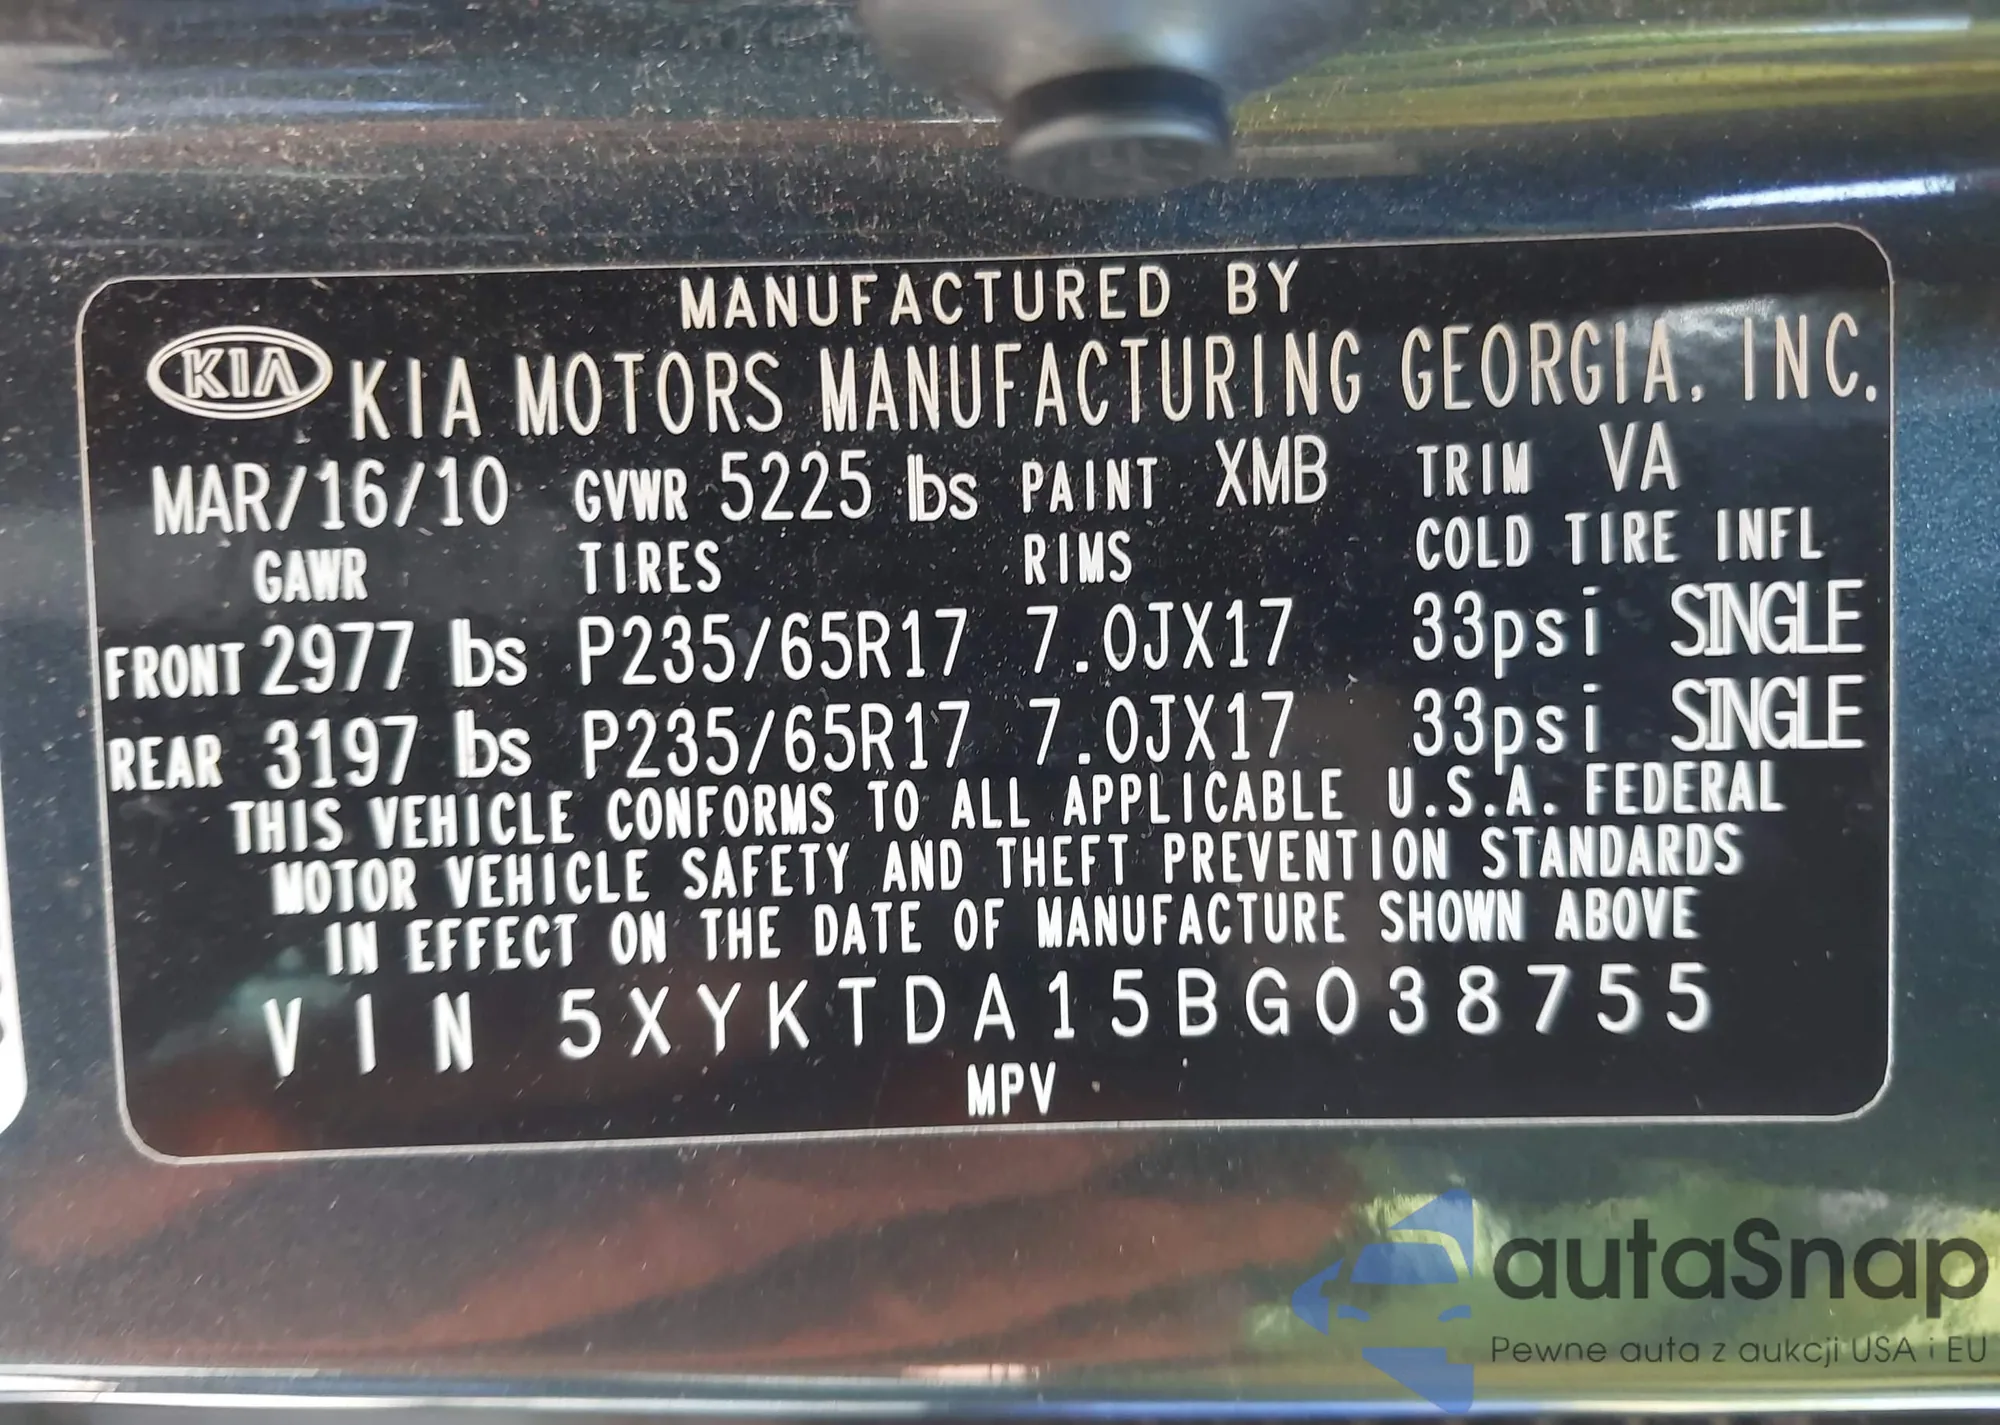 MANUFACTURED BY
KIA KIA MOTORS MANUFACTURING GEORGIA, INC.
MAR/16/10 GVWR 5225 lbs PAINT XMB TRIM VA
GAWR TIRES RIMS COLD TIRE INFL
FRONT 2977 lbs P235/65R17 7.0JX17 33psi SINGLE
REAR 3197 lbs P235/65R17 7.0JX17 33psi SINGLE
THIS VEHICLE CONFORMS TO ALL APPLICABLE U.S.A. FEDERAL
MOTOR VEHICLE SAFETY AND THEFT PREVENTION STANDARDS
IN EFFECT ON THE DATE OF MANUFACTURE SHOWN ABOVE
VIN 5XYKTDA15BG038755
MPV
autaSnap
Pewne auta z aukcji USA i EU